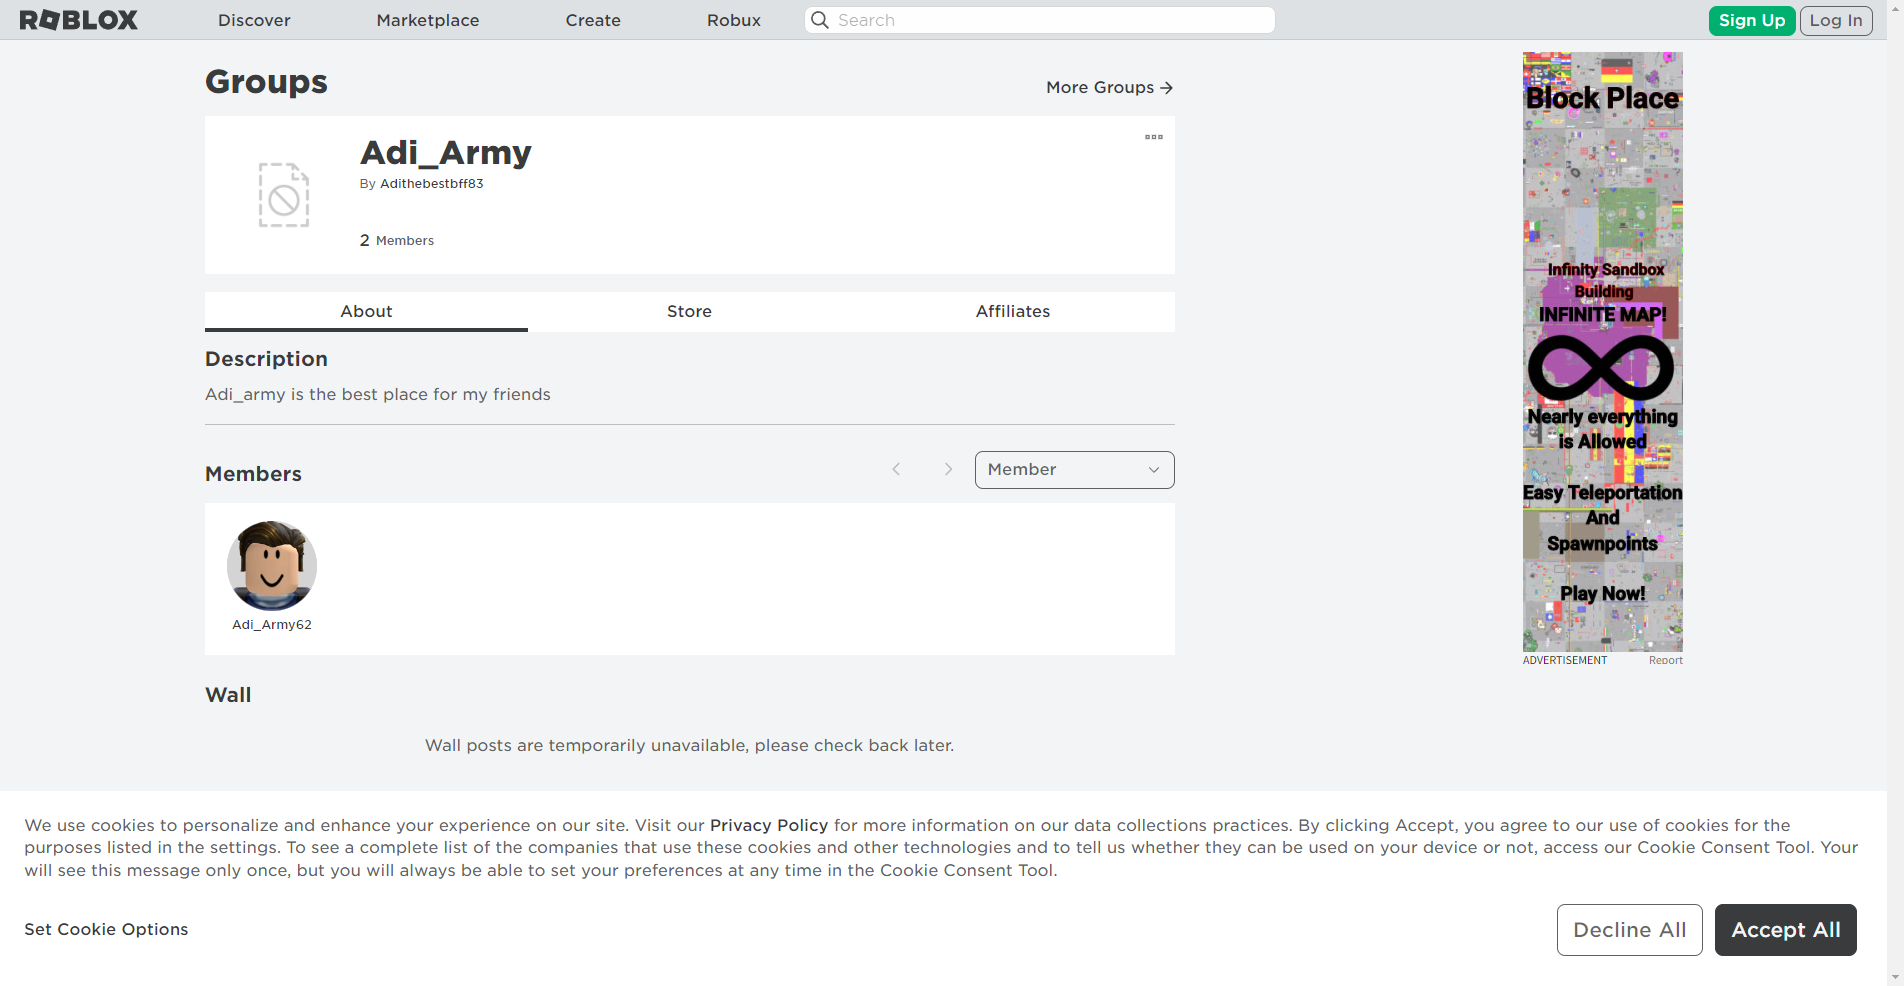 ROBLOX
Discover
Marketplace
Create
Robux
Search
Sign Up
Log In
Groups
More Groups
Adi_Army
By Adithebestbff83
2 Members
About
Store
Affiliates
Description
Adi_army is the best place for my friends
Members
Member
Adi_Army62
Wall
Wall posts are temporarily unavailable, please check back later.
Block Place
Infinity Sandbox
Building
INFINITE MAP!
Nearly everything
is Allowed
Easy Teleportation
And
Spawnpoints
Play Now!
ADVERTISEMENT
Report
We use cookies to personalize and enhance your experience on our site. Visit our Privacy Policy for more information on our data collections practices. By clicking Accept, you agree to our use of cookies for the
purposes listed in the settings. To see a complete list of the companies that use these cookies and other technologies and to tell us whether they can be used on your device or not, access our Cookie Consent Tool. Your
will see this message only once, but you will always be able to set your preferences at any time in the Cookie Consent Tool.
Set Cookie Options
Decline All
Accept All